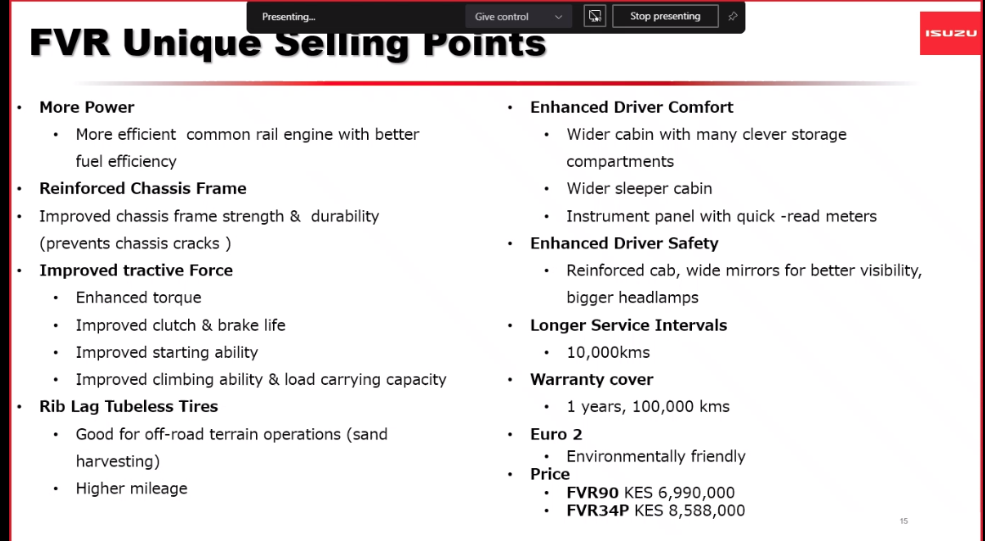 Presenting...
Give control
Stop presenting
FVR Unique Selling Points
ISUZU
• More Power
• More efficient common rail engine with better
fuel efficiency
• Reinforced Chassis Frame
• Improved chassis frame strength & durability
(prevents chassis cracks )
• Improved tractive Force
• Enhanced torque
• Improved clutch & brake life
• Improved starting ability
• Improved climbing ability & load carrying capacity
• Rib Lag Tubeless Tires
• Good for off-road terrain operations (sand
harvesting)
• Higher mileage
• Enhanced Driver Comfort
• Wider cabin with many clever storage
compartments
• Wider sleeper cabin
• Instrument panel with quick -read meters
• Enhanced Driver Safety
• Reinforced cab, wide mirrors for better visibility,
bigger headlamps
• Longer Service Intervals
• 10,000kms
• Warranty cover
• 1 years, 100,000 kms
• Euro 2
• Environmentally friendly
• Price
• FVR90 KES 6,990,000
• FVR34P KES 8,588,000
15